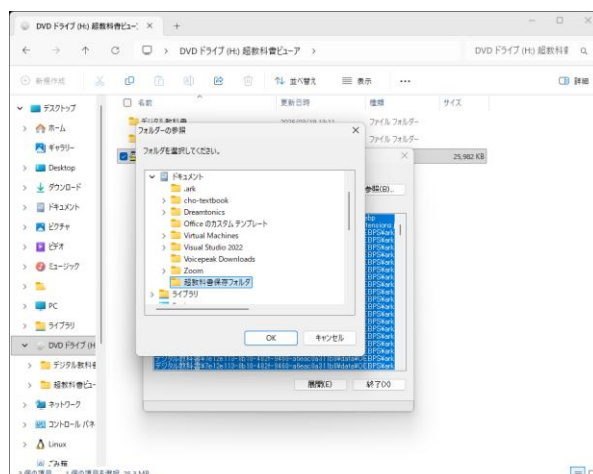 DVD ドライブ (H:) 超教科書ビューア
DVD ドライブ (H:) 超教科書ビューア
DVD ドライブ (H:) 超教科書
新規作成
並べ替え
表示
詳細
デスクトップ
ホーム
ギャラリー
Desktop
ダウンロード
ドキュメント
ピクチャ
ビデオ
ミュージック
PC
ライブラリ
DVD ドライブ (H
デジタル教科書
超教科書ビュー
ネットワーク
コントロール パネ
Linux
ごみ箱
名前
更新日時
種類
サイズ
デジタル教科書
ファイル フォルダー
ファイル フォルダー
25,982 KB
フォルダーの参照
フォルダを選択してください。
ドキュメント
.ark
cho-textbook
Dreamtonics
Office のカスタム テンプレート
Virtual Machines
Visual Studio 2022
Voicepeak Downloads
Zoom
超教科書保存フォルダ
ライブラリ
OK
キャンセル
参照(B)...
展開(E)
終了(X)